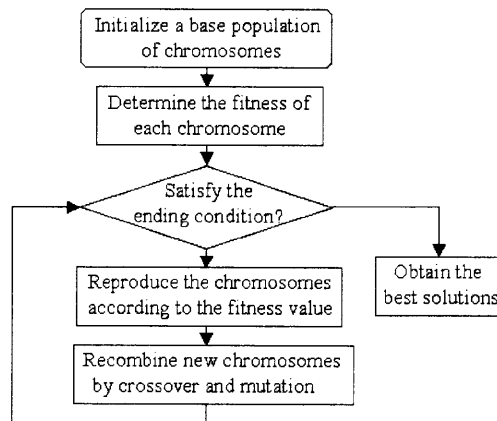 Initialize a base population
of chromosomes
Determine the fitness of
each chromosome
Satisfy the
ending condition?
Reproduce the chromosomes
according to the fitness value
Obtain the
best solutions
Recombine new chromosomes
by crossover and mutation